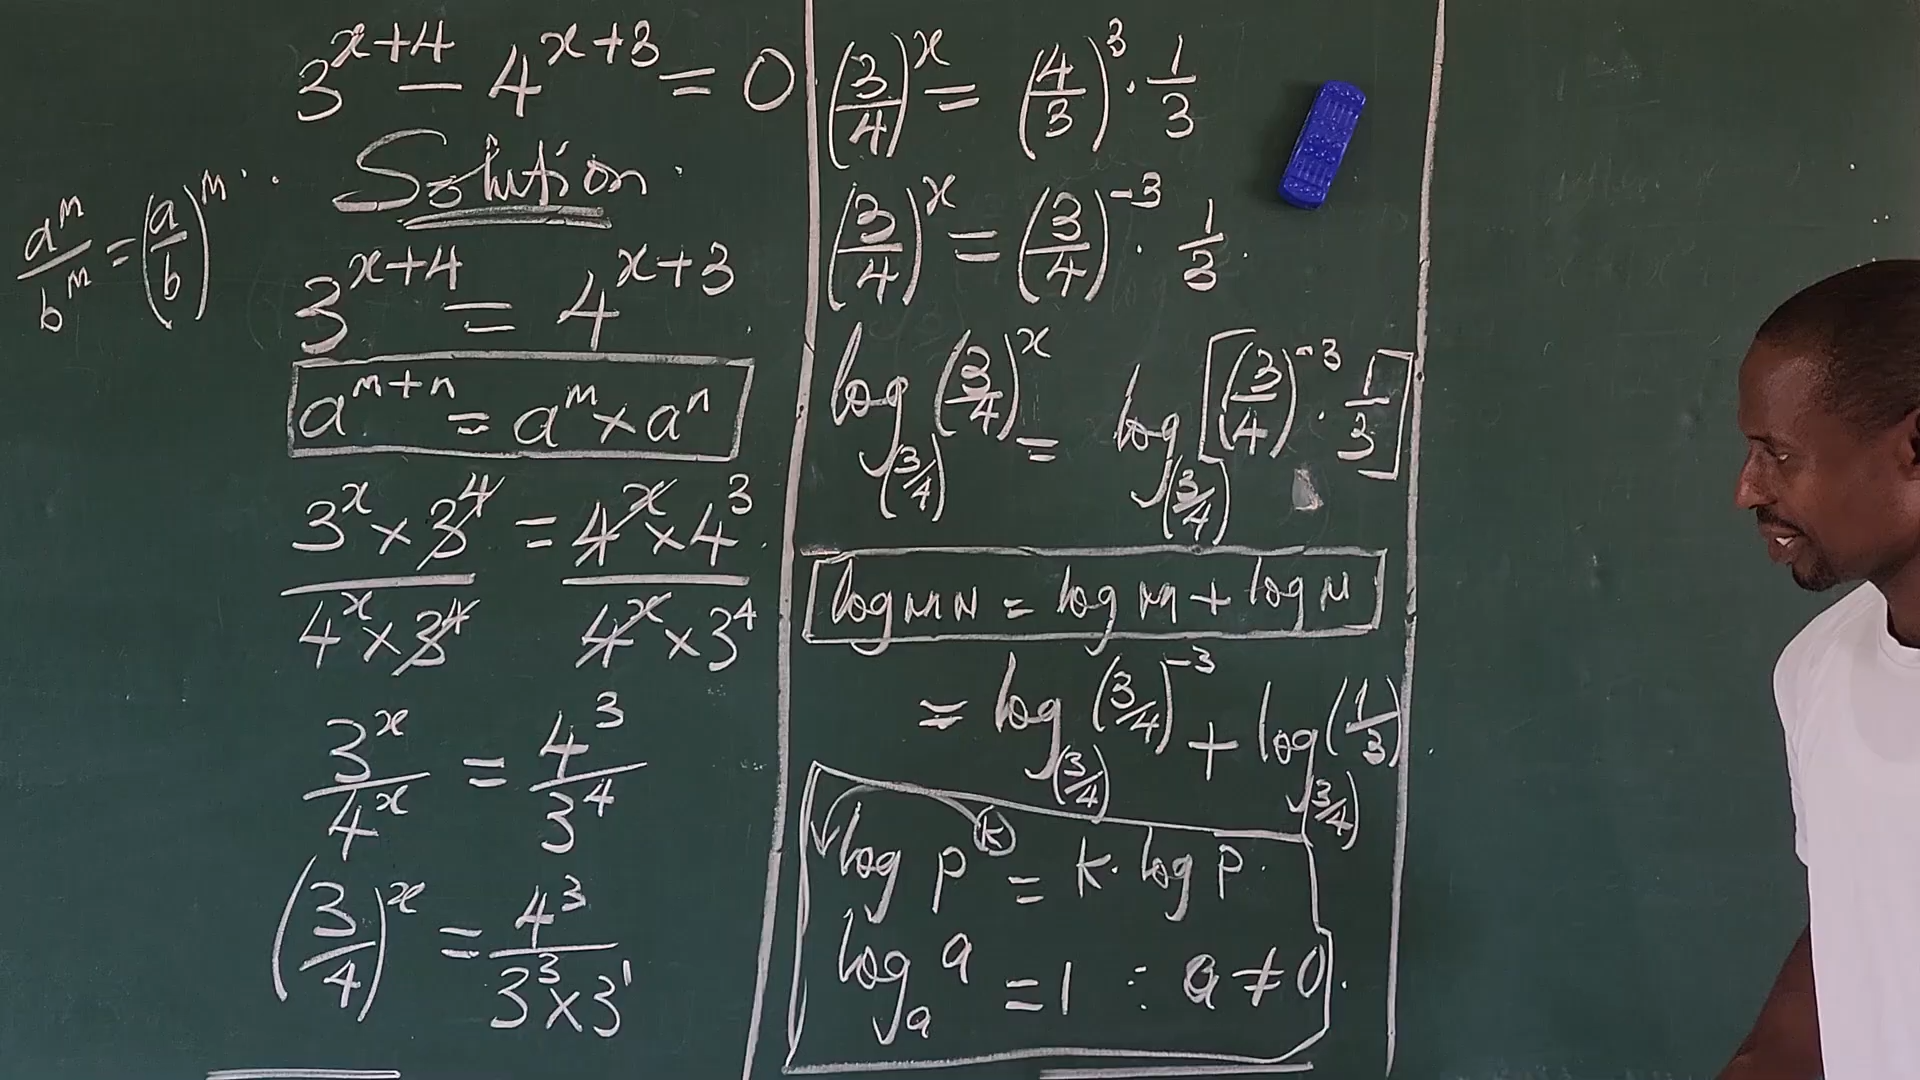 3^{x+4} - 4^{x+3} = 0
Solution
a^m/b^m = (a/b)^m
3^{x+4} = 4^{x+3}
a^{m+n} = a^m × a^n
(3^x × 3^4)/(4^x × 3^4) = (4^x × 4^3)/(4^x × 3^4)
3^x/4^x = 4^3/3^4
(3/4)^x = 4^3/(3^3 × 3^1)
(3/4)^x = (4/3)^3 · 1/3
(3/4)^x = (3/4)^{-3} · 1/3
log_{(3/4)} (3/4)^x = log_{(3/4)} [(3/4)^{-3} · 1/3]
log MN = log M + log N
= log_{(3/4)} (3/4)^{-3} + log_{(3/4)} (1/3)
log P^{(K)} = K · log P
log_a a = 1 : a ≠ 0